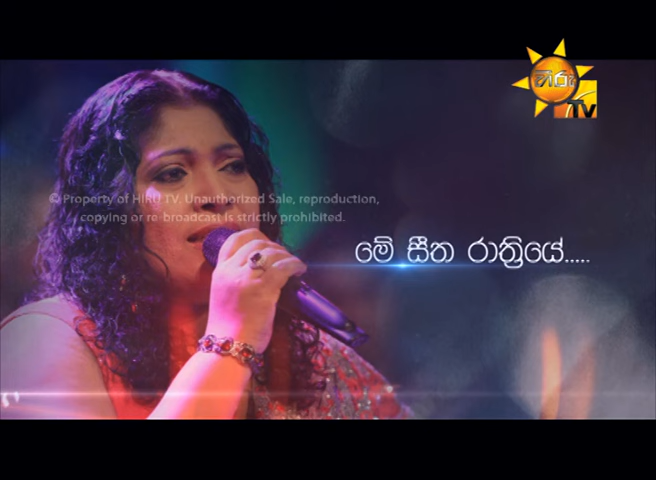 හිරු
TV
© Property of HIRU TV. Unauthorized Sale, reproduction,
copying or re-broadcast is strictly prohibited.
මේ සීත රාත්‍රියේ.....